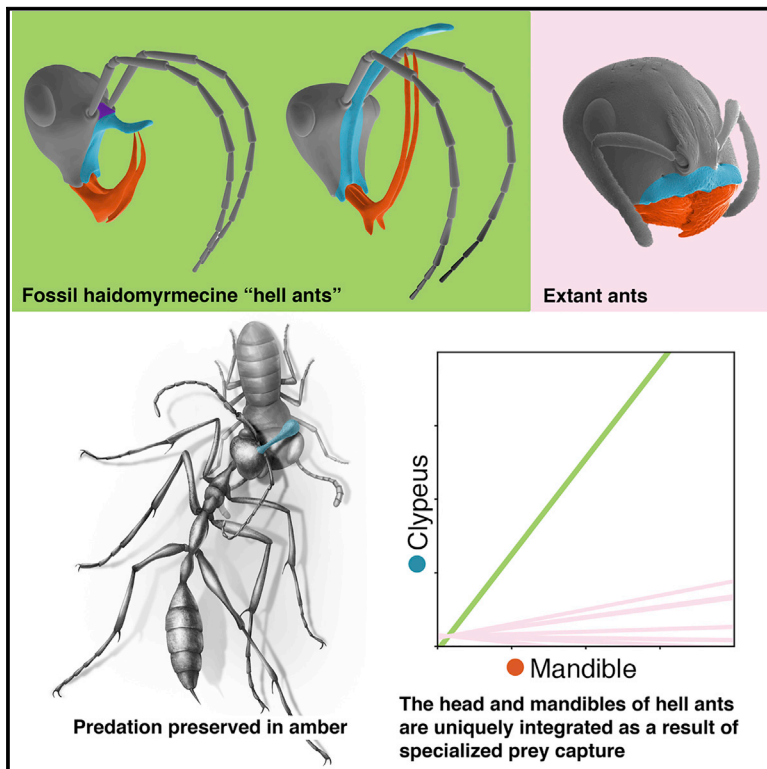 Fossil haidomyrmecine “hell ants”
Extant ants
Clypeus
Mandible
Predation preserved in amber
The head and mandibles of hell ants
are uniquely integrated as a result of
specialized prey capture